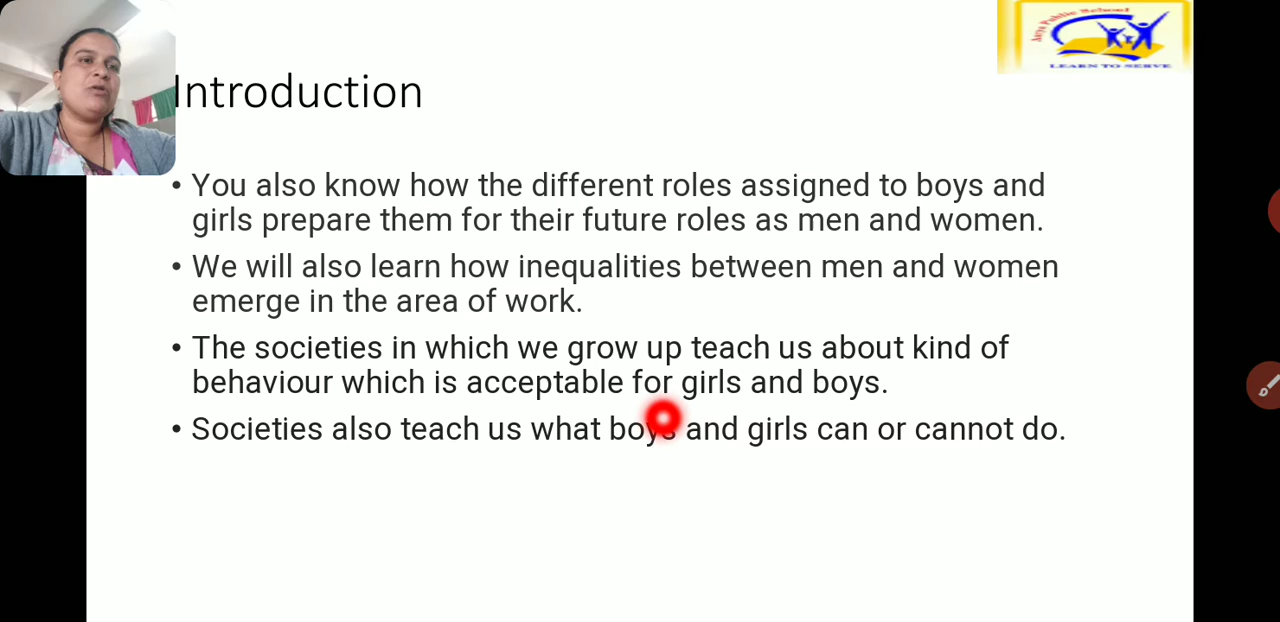 Arya Public School
LEARN TO SERVE
Introduction
• You also know how the different roles assigned to boys and
girls prepare them for their future roles as men and women.
• We will also learn how inequalities between men and women
emerge in the area of work.
• The societies in which we grow up teach us about kind of
behaviour which is acceptable for girls and boys.
• Societies also teach us what boys and girls can or cannot do.